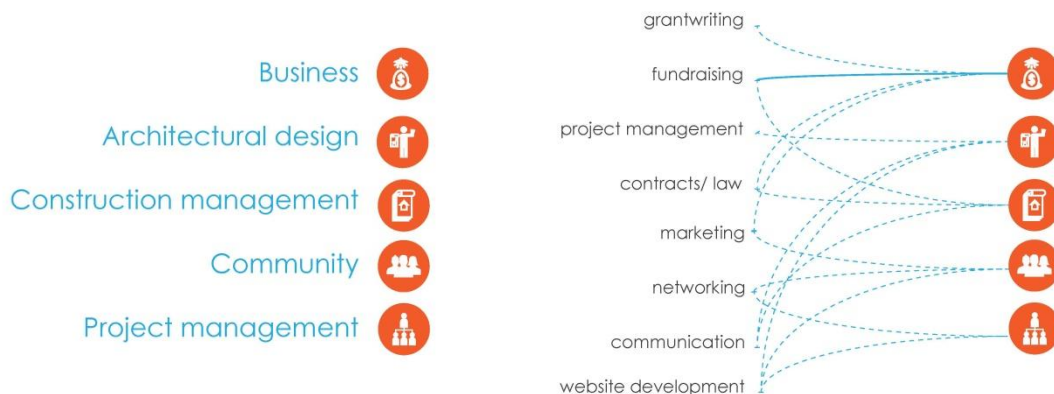 Business
Architectural design
Construction management
Community
Project management
grantwriting
fundraising
project management
contracts/ law
marketing
networking
communication
website development